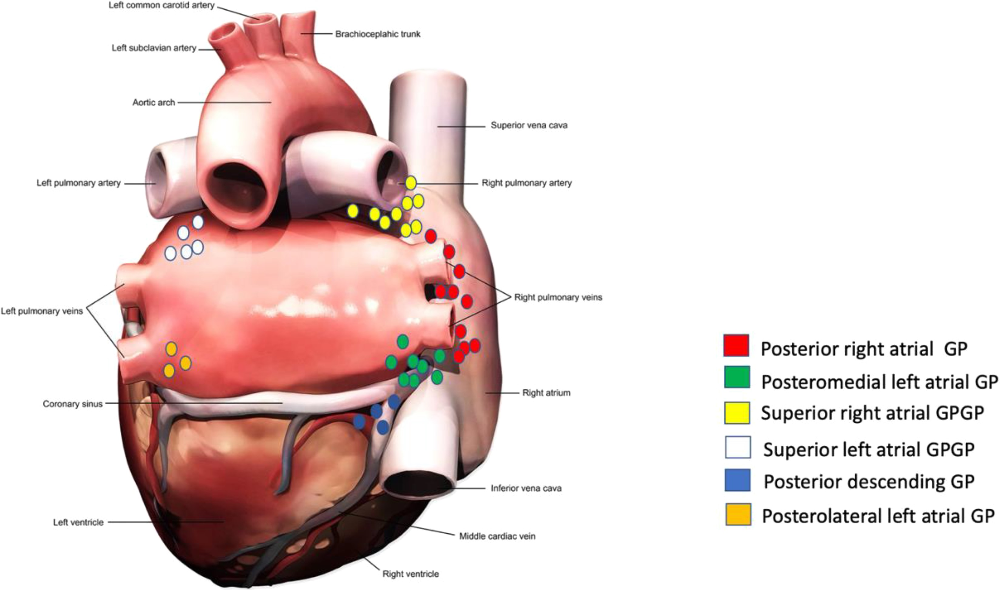 Left common carotid artery
Brachioceplahic trunk
Left subclavian artery
Aortic arch
Superior vena cava
Left pulmonary artery
Right pulmonary artery
Right pulmonary veins
Left pulmonary veins
Posterior right atrial GP
Posteromedial left atrial GP
Right atrium
Coronary sinus
Superior right atrial GPGP
Superior left atrial GPGP
Posterior descending GP
Inferior vena cava
Posterolateral left atrial GP
Left ventricle
Middle cardiac vein
Right ventricle